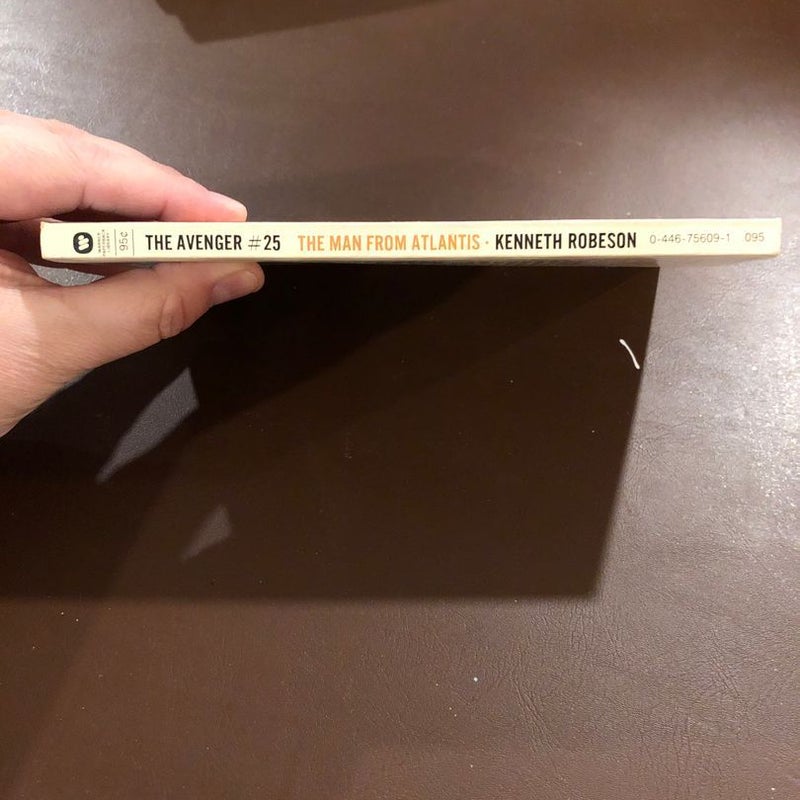 95¢ THE AVENGER #25 THE MAN FROM ATLANTIS · KENNETH ROBESON 0-446-75609-1 095